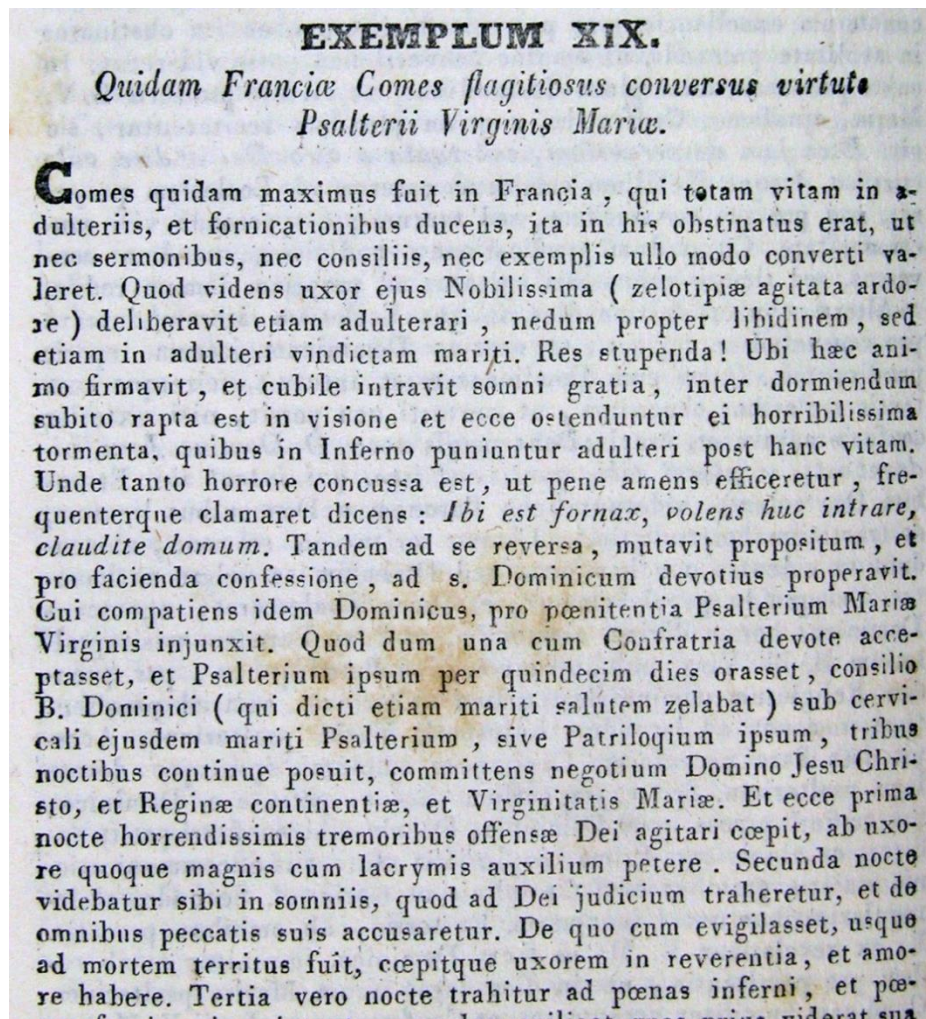 EXEMPLUM XIX.
Quidam Franciæ Comes flagitiosus conversus virtute
Psalterii Virginis Mariæ.
Comes quidam maximus fuit in Francia, qui totam vitam in a-
dulteriis, et fornicationibus ducens, ita in his obstinatus erat, ut
nec sermonibus, nec consiliis, nec exemplis ullo modo converti va-
leret. Quod videns uxor ejus Nobilissima ( zelotipiæ agitata ardo-
re ) deliberavit etiam adulterari, nedum propter libidinem, sed
etiam in adulteri vindictam mariti. Res stupenda! Ubi hæc ani-
mo firmavit, et cubile intravit somni gratia, inter dormiendum
subito rapta est in visione et ecce ostenduntur ei horribilissima
tormenta, quibus in Inferno puniuntur adulteri post hanc vitam.
Unde tanto horrore concussa est, ut pene amens efficeretur, fre-
quenterque clamaret dicens : Ibi est fornax, volens huc intrare,
claudite domum. Tandem ad se reversa, mutavit propositum, et
pro facienda confessione, ad s. Dominicum devotius properavit.
Cui compatiens idem Dominicus, pro pœnitentia Psalterium Mariæ
Virginis injunxit. Quod dum una cum Confratria devote acce-
ptasset, et Psalterium ipsum per quindecim dies orasset, consilio
B. Dominici ( qui dicti etiam mariti salutem zelabat ) sub cervi-
cali ejusdem mariti Psalterium, sive Patriloquium ipsum, tribus
noctibus continue posuit, committens negotium Domino Jesu Chri-
sto, et Reginæ continentiæ, et Virginitatis Mariæ. Et ecce prima
nocte horrendissimis tremoribus offensæ Dei agitari cœpit, ab uxo-
re quoque magnis cum lacrymis auxilium petere. Secunda nocte
videbatur sibi in somniis, quod ad Dei judicium traheretur, et de
omnibus peccatis suis accusaretur. De quo cum evigilasset, usque
ad mortem territus fuit, cœpitque uxorem in reverentia, et amo-
re habere. Tertia vero nocte trahitur ad pœnas inferni, et pœ-